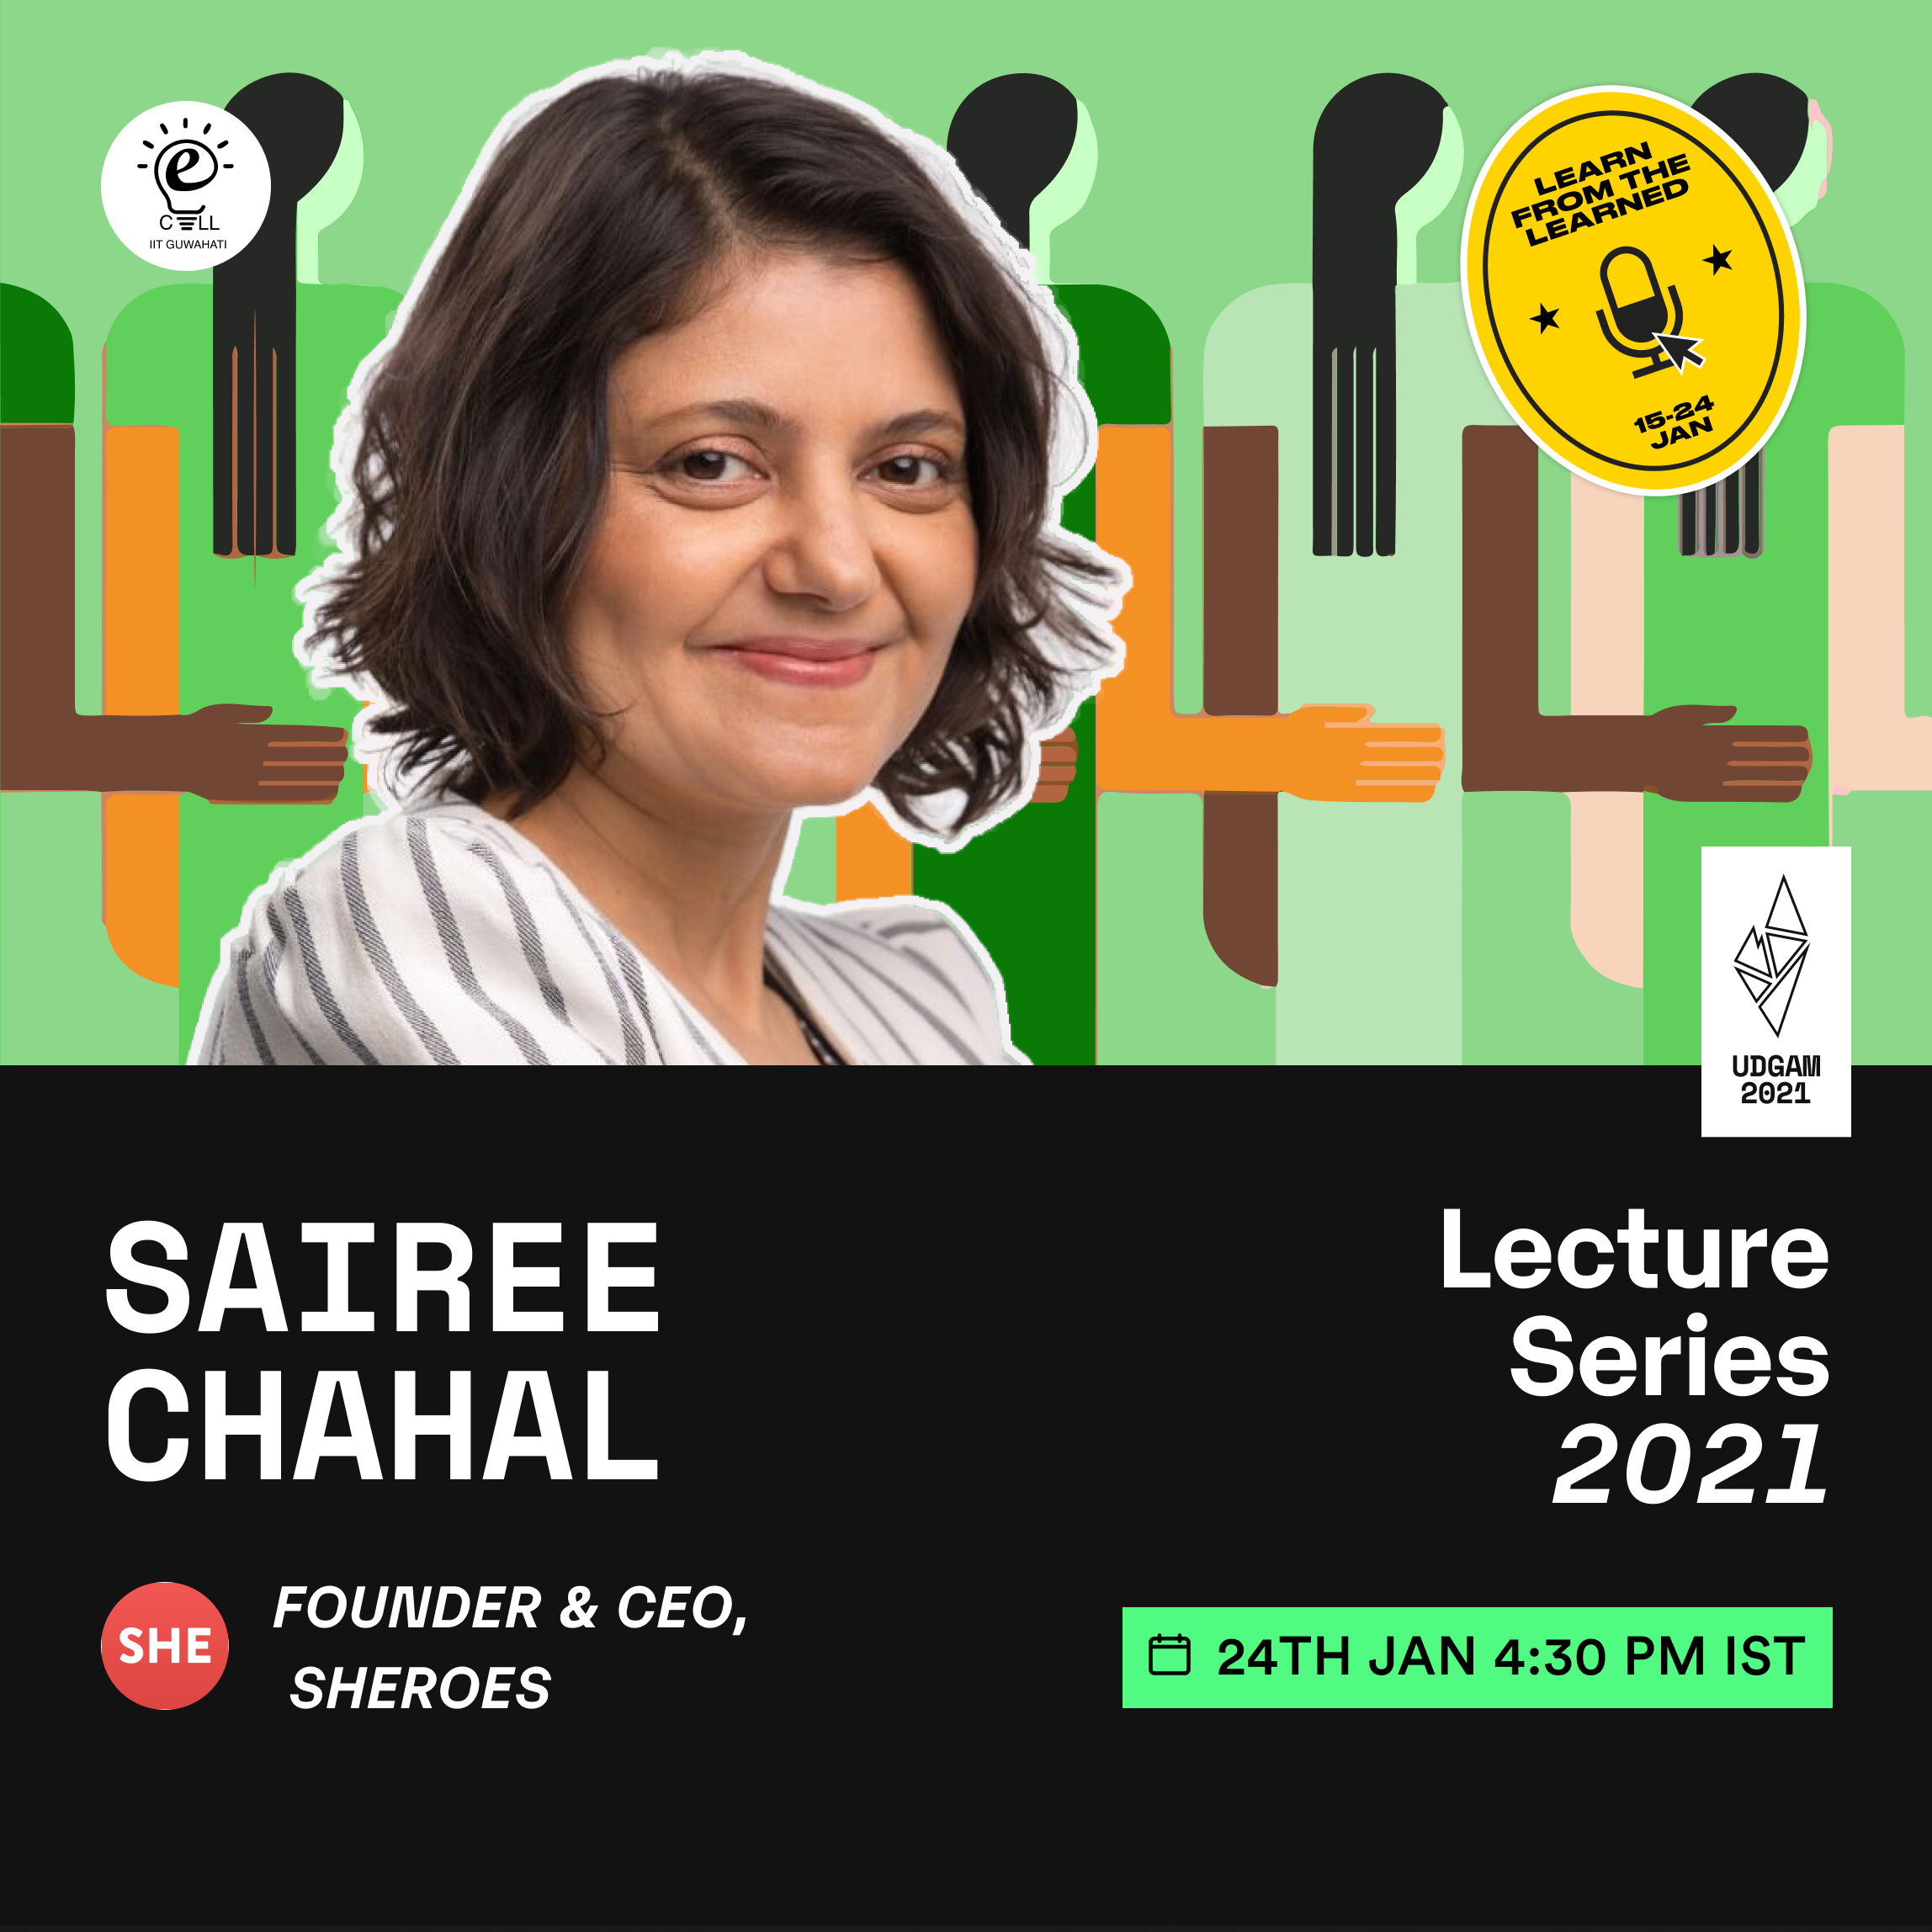 e
C LL
IIT GUWAHATI
LEARN
FROM THE
LEARNED
15-24
JAN
UDGAM
2021
SAIREE
CHAHAL
Lecture
Series
2021
SHE
FOUNDER & CEO,
SHEROES
24TH JAN 4:30 PM IST